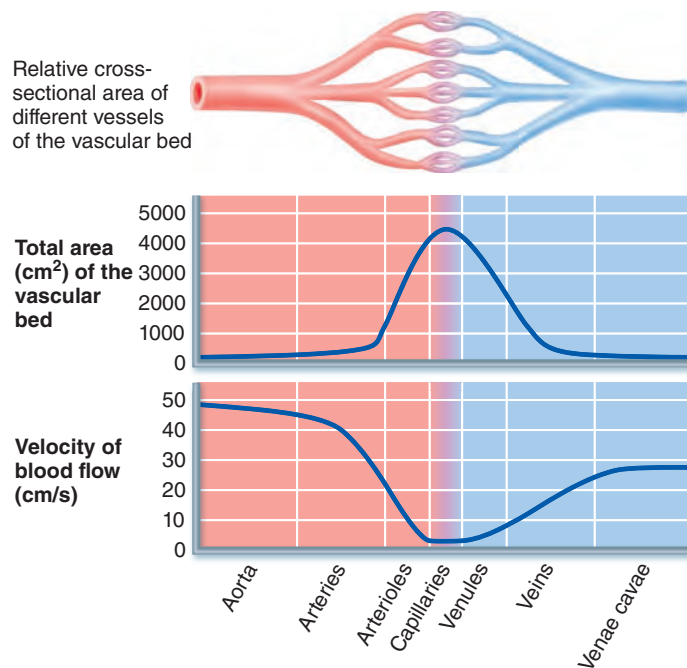 Relative cross-
sectional area of
different vessels
of the vascular bed
Total area
(cm²) of the
vascular
bed
5000
4000
3000
2000
1000
0
Velocity of
blood flow
(cm/s)
50
40
30
20
10
0
Aorta
Arteries
Arterioles
Capillaries
Venules
Veins
Venae cavae